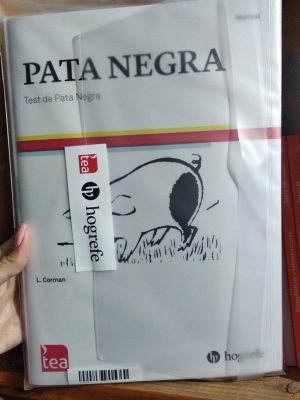 Manual
PATA NEGRA
Test de Pata Negra
tea
hogrefe
L. Corman
tea
hogrefe